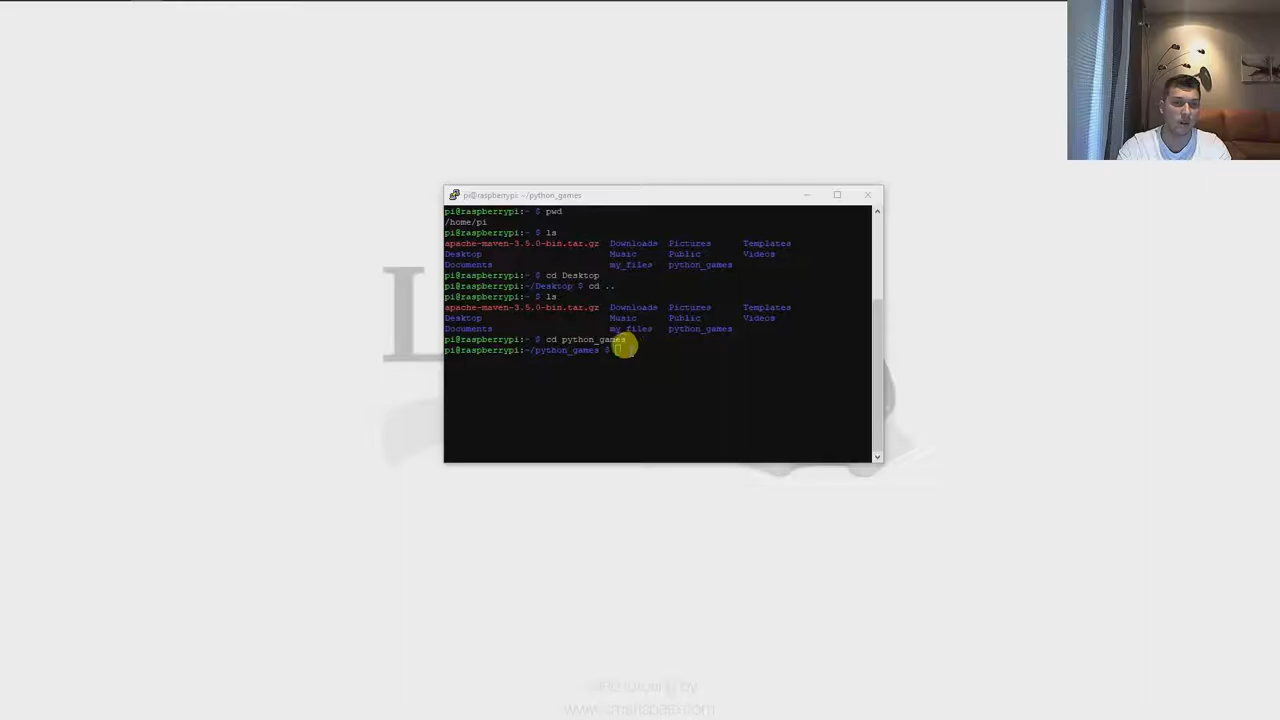 pi@raspberrypi: ~/python_games
pi@raspberrypi:~ $ pwd
/home/pi
pi@raspberrypi:~ $ ls
apache-maven-3.5.0-bin.tar.gz Downloads Pictures Templates
Desktop Music Public Videos
Documents my_files python_games
pi@raspberrypi:~ $ cd Desktop
pi@raspberrypi:~/Desktop $ cd ..
pi@raspberrypi:~ $ ls
apache-maven-3.5.0-bin.tar.gz Downloads Pictures Templates
Desktop Music Public Videos
Documents my_files python_games
pi@raspberrypi:~ $ cd python_games
pi@raspberrypi:~/python_games $